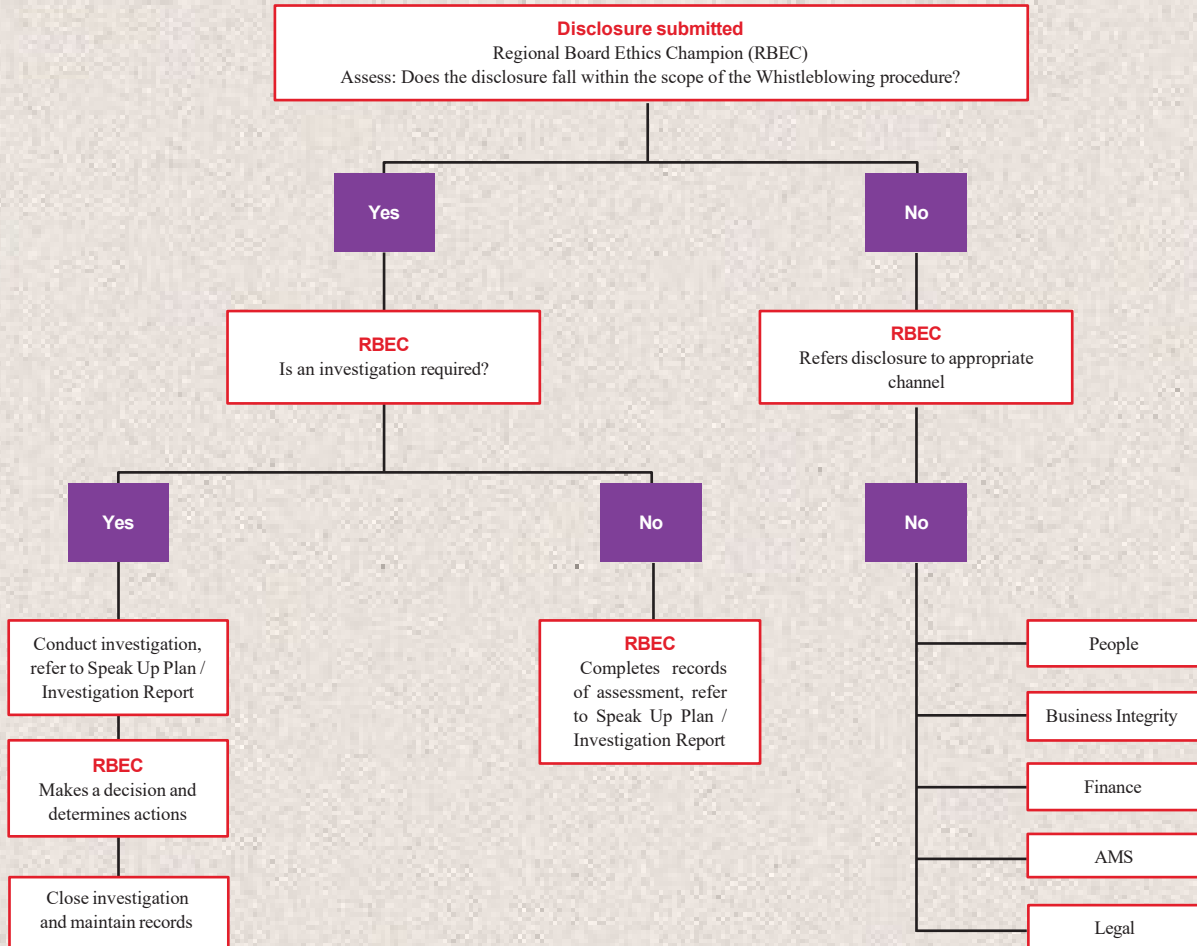 Disclosure submitted
Regional Board Ethics Champion (RBEC)
Assess: Does the disclosure fall within the scope of the Whistleblowing procedure?
Yes
No
RBEC
Is an investigation required?
RBEC
Refers disclosure to appropriate
channel
Yes
No
No
Conduct investigation,
refer to Speak Up Plan /
Investigation Report
RBEC
Makes a decision and
determines actions
Close investigation
and maintain records
RBEC
Completes records
of assessment, refer
to Speak Up Plan /
Investigation Report
People
Business Integrity
Finance
AMS
Legal